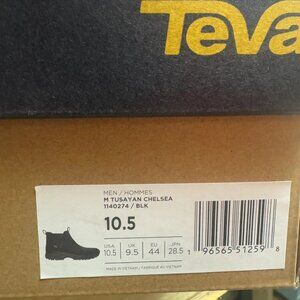 Teva
MEN / HOMMES
M TUSAYAN CHELSEA
1140274 / BLK
10.5
USA UK EU JPN
10.5 9.5 44 28.5
1 96565 51259 8
MADE IN VIETNAM / FABRIQUÉ AU VIETNAM